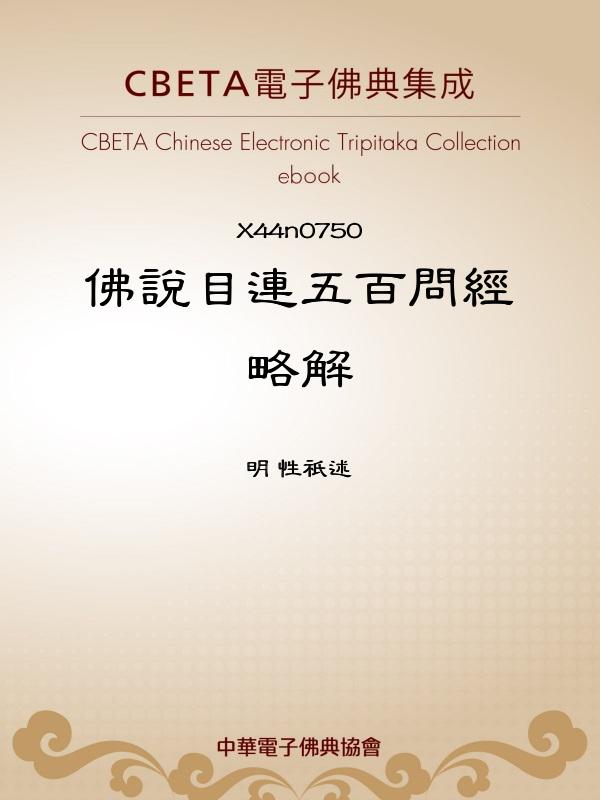 CBETA電子佛典集成
CBETA Chinese Electronic Tripitaka Collection
ebook
X44n0750
佛說目連五百問經
略解
明 性祇述
中華電子佛典協會